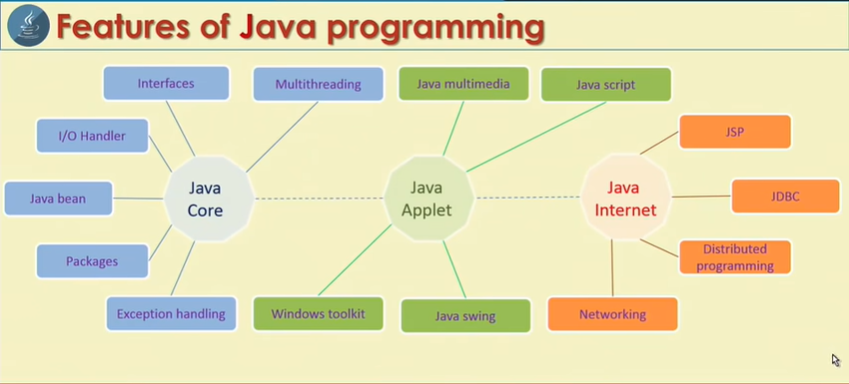 Features of Java programming
Interfaces
Multithreading
Java multimedia
Java script
I/O Handler
JSP
Java
Core
Java
Applet
Java
Internet
Java bean
JDBC
Packages
Distributed
programming
Exception handling
Windows toolkit
Java swing
Networking